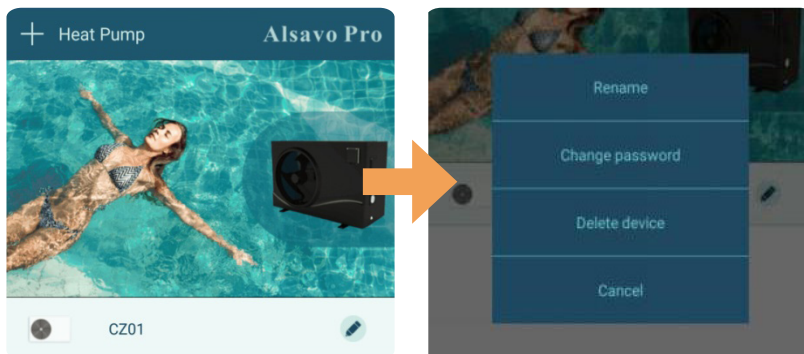 Heat Pump
Alsavo Pro
CZ01
Rename
Change password
Delete device
Cancel